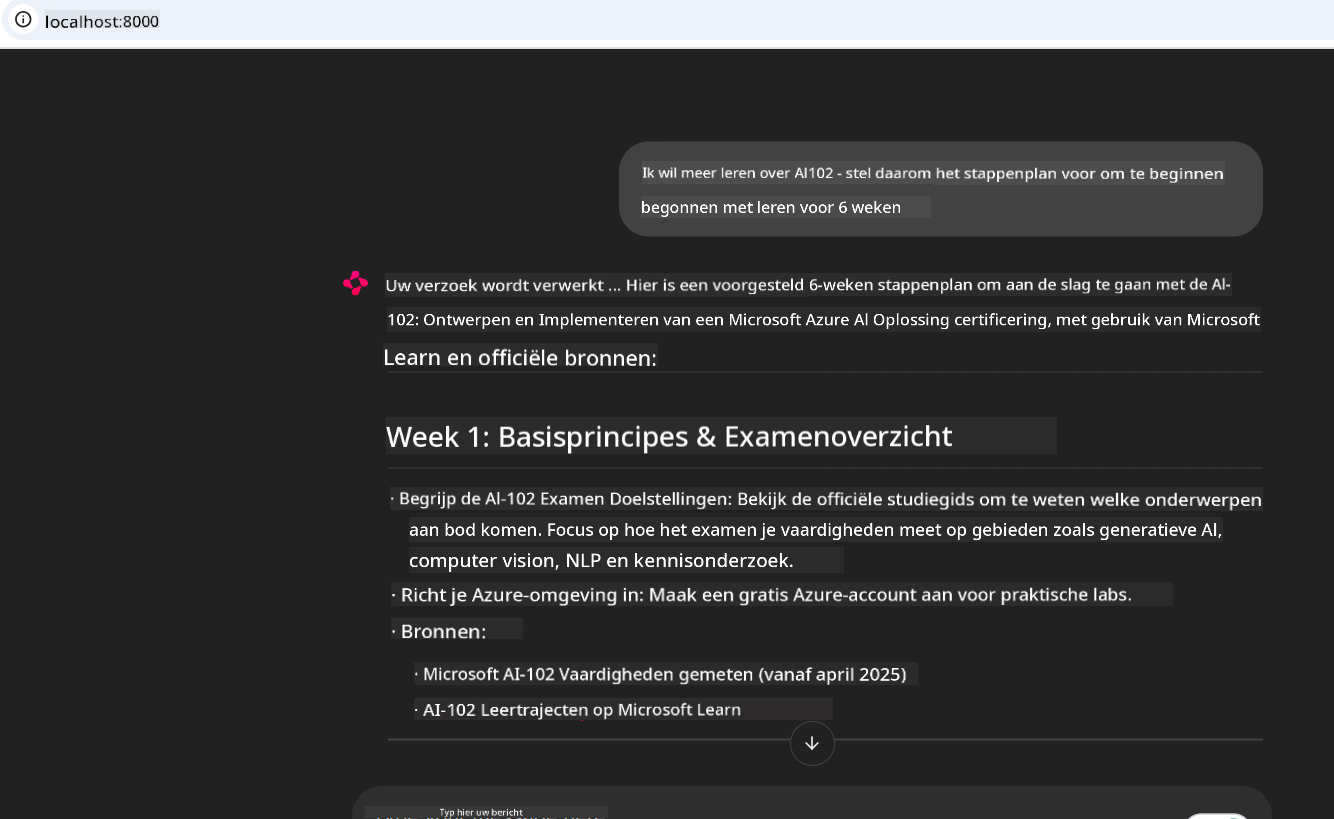 localhost:8000
Ik wil meer leren over AI102 - stel daarom het stappenplan voor om te beginnen
begonnen met leren voor 6 weken
Uw verzoek wordt verwerkt ... Hier is een voorgesteld 6-weken stappenplan om aan de slag te gaan met de AI-
102: Ontwerpen en Implementeren van een Microsoft Azure AI Oplossing certificering, met gebruik van Microsoft
Learn en officiële bronnen:
Week 1: Basisprincipes & Examenoverzicht
· Begrijp de AI-102 Examen Doelstellingen: Bekijk de officiële studiegids om te weten welke onderwerpen
aan bod komen. Focus op hoe het examen je vaardigheden meet op gebieden zoals generatieve AI,
computer vision, NLP en kennisonderzoek.
· Richt je Azure-omgeving in: Maak een gratis Azure-account aan voor praktische labs.
· Bronnen:
· Microsoft AI-102 Vaardigheden gemeten (vanaf april 2025)
· AI-102 Leertrajecten op Microsoft Learn
Typ hier uw bericht